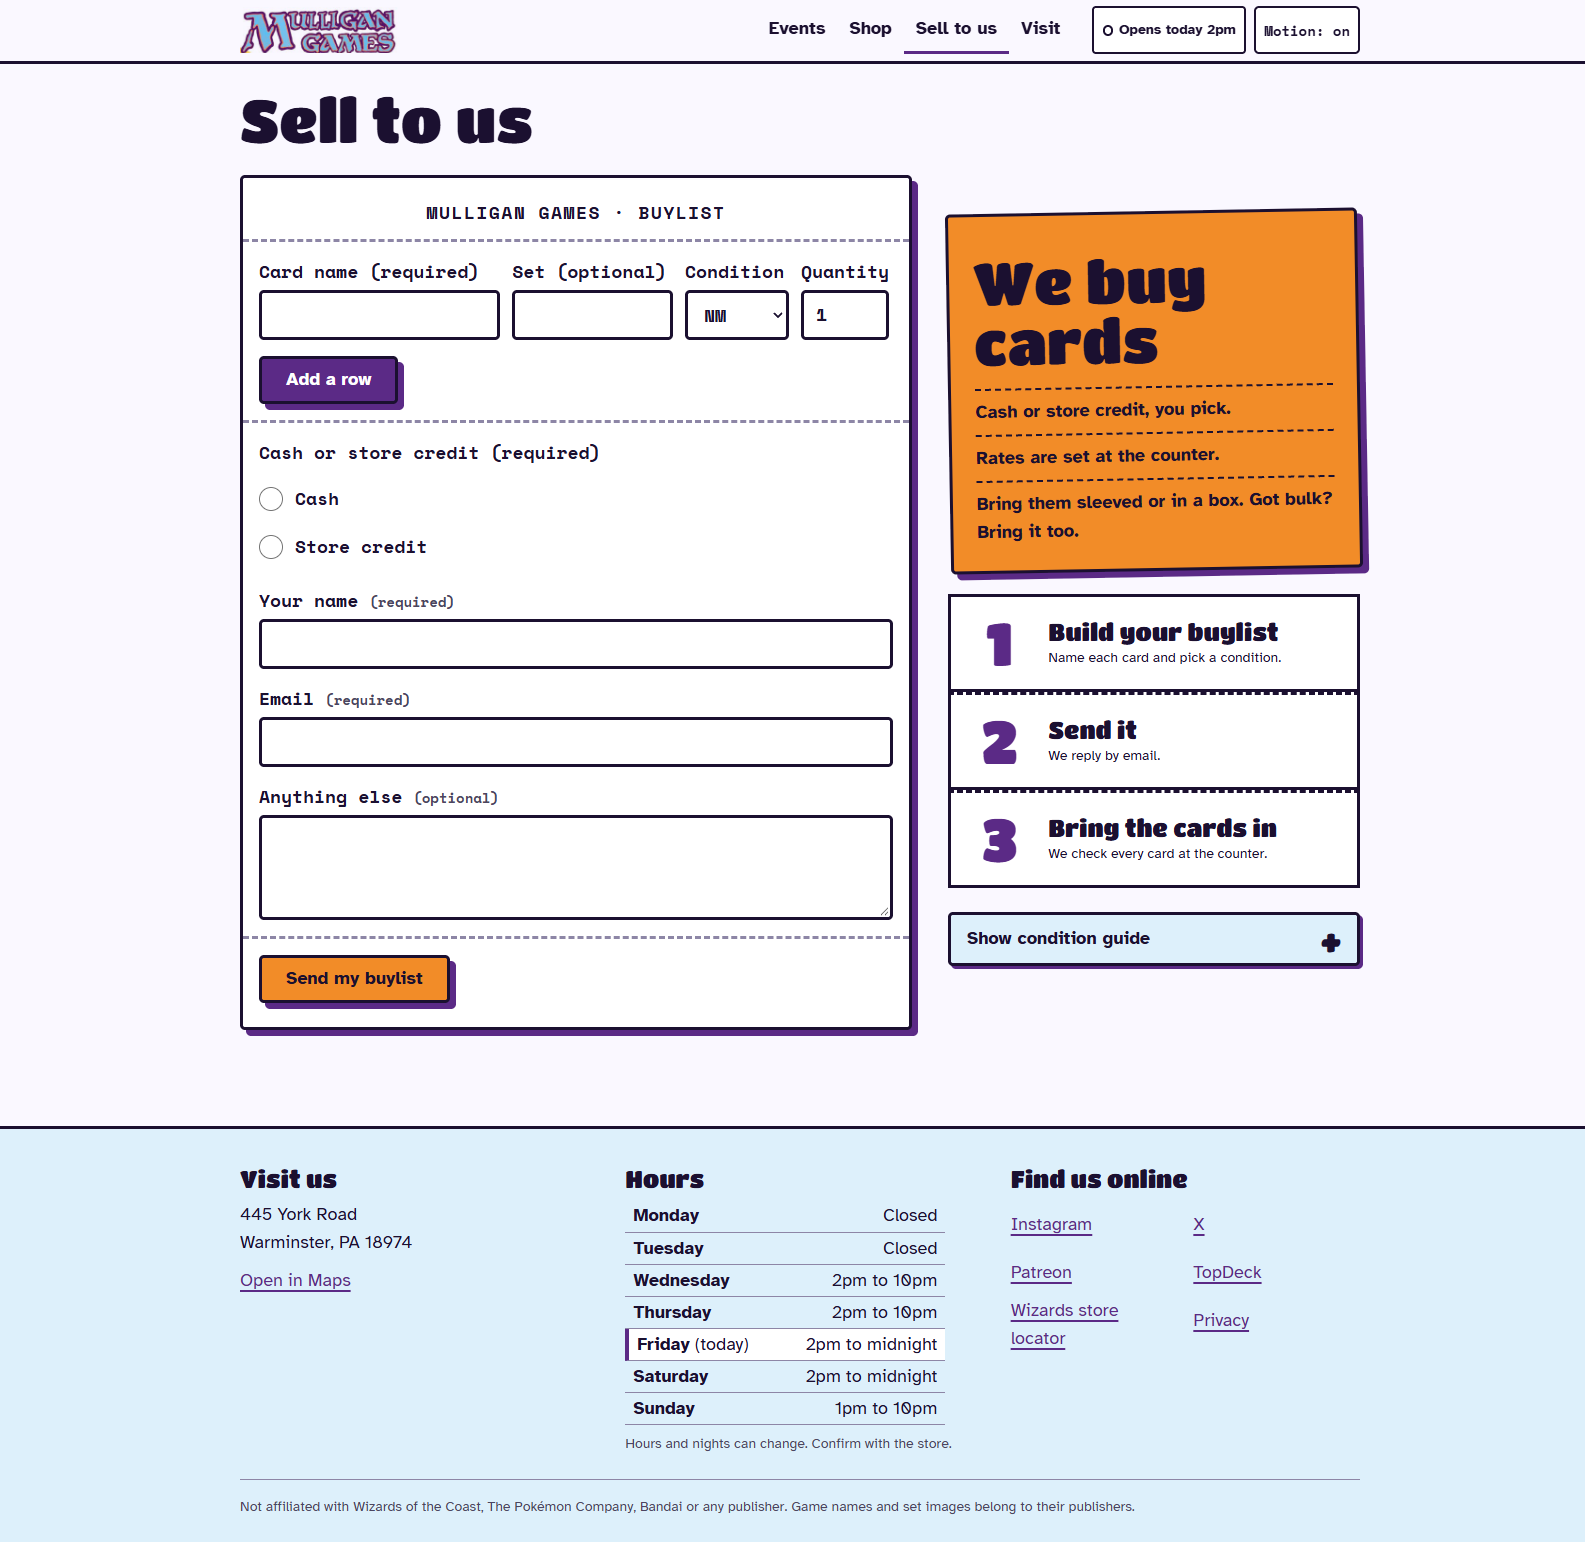 MULLIGAN GAMES
Events Shop Sell to us Visit Opens today 2pm Motion: on
Sell to us
MULLIGAN GAMES · BUYLIST
Card name (required) Set (optional) Condition Quantity
NM 1
Add a row
Cash or store credit (required)
Cash
Store credit
Your name (required)
Email (required)
Anything else (optional)
Send my buylist
We buy
cards
Cash or store credit, you pick.
Rates are set at the counter.
Bring them sleeved or in a box. Got bulk?
Bring it too.
1 Build your buylist
Name each card and pick a condition.
2 Send it
We reply by email.
3 Bring the cards in
We check every card at the counter.
Show condition guide
Visit us
445 York Road
Warminster, PA 18974
Open in Maps
Hours
Monday Closed
Tuesday Closed
Wednesday 2pm to 10pm
Thursday 2pm to 10pm
Friday (today) 2pm to midnight
Saturday 2pm to midnight
Sunday 1pm to 10pm
Hours and nights can change. Confirm with the store.
Find us online
Instagram X
Patreon TopDeck
Wizards store
locator
Privacy
Not affiliated with Wizards of the Coast, The Pokémon Company, Bandai or any publisher. Game names and set images belong to their publishers.